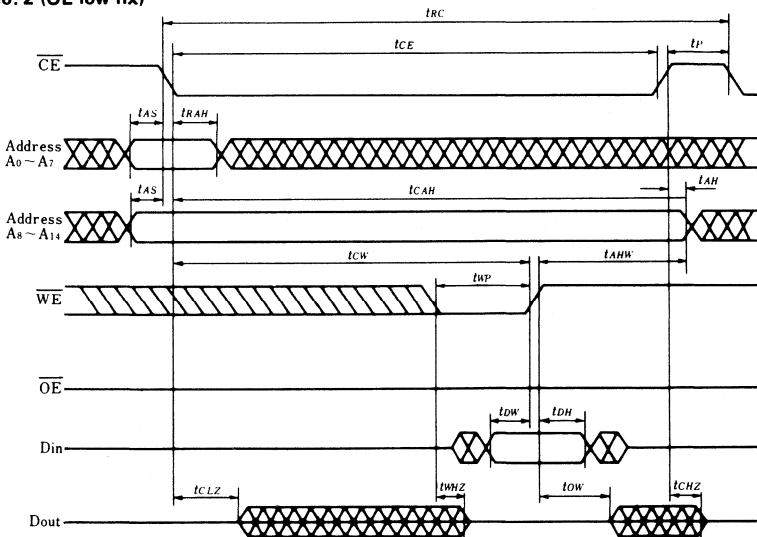 . 2 (OE low fix)
tRC
tCE
tP
CE
tAS
tRAH
Address
A0~A7
tAS
tCAH
tAH
Address
A8~A14
tCW
tAHW
tWP
WE
OE
tDW
tDH
Din
tCLZ
tWHZ
tOW
tCHZ
Dout